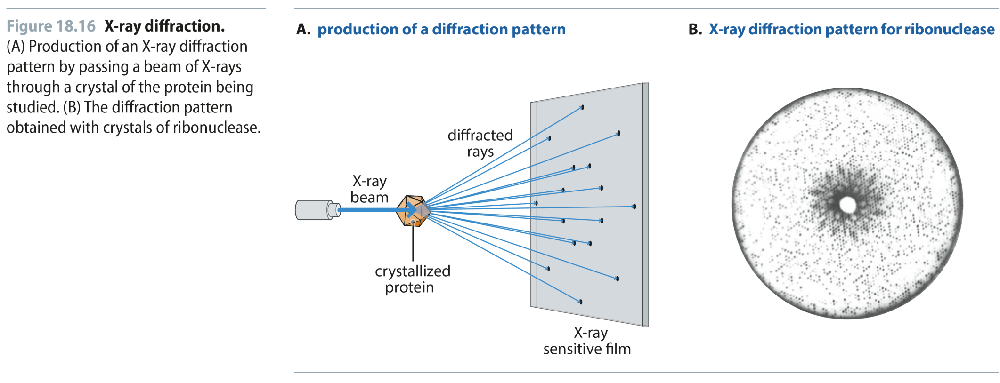 Figure 18.16 X-ray diffraction.
(A) Production of an X-ray diffraction
pattern by passing a beam of X-rays
through a crystal of the protein being
studied. (B) The diffraction pattern
obtained with crystals of ribonuclease.
A. production of a diffraction pattern
diffracted
rays
X-ray
beam
crystallized
protein
X-ray
sensitive film
B. X-ray diffraction pattern for ribonuclease